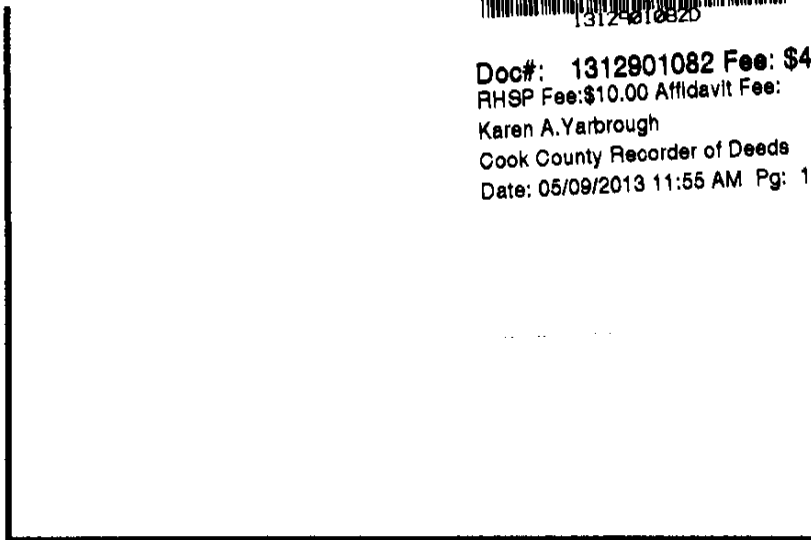 1312901082D
Doc#: 1312901082 Fee: $4
RHSP Fee:$10.00 Affidavit Fee:
Karen A.Yarbrough
Cook County Recorder of Deeds
Date: 05/09/2013 11:55 AM Pg: 1